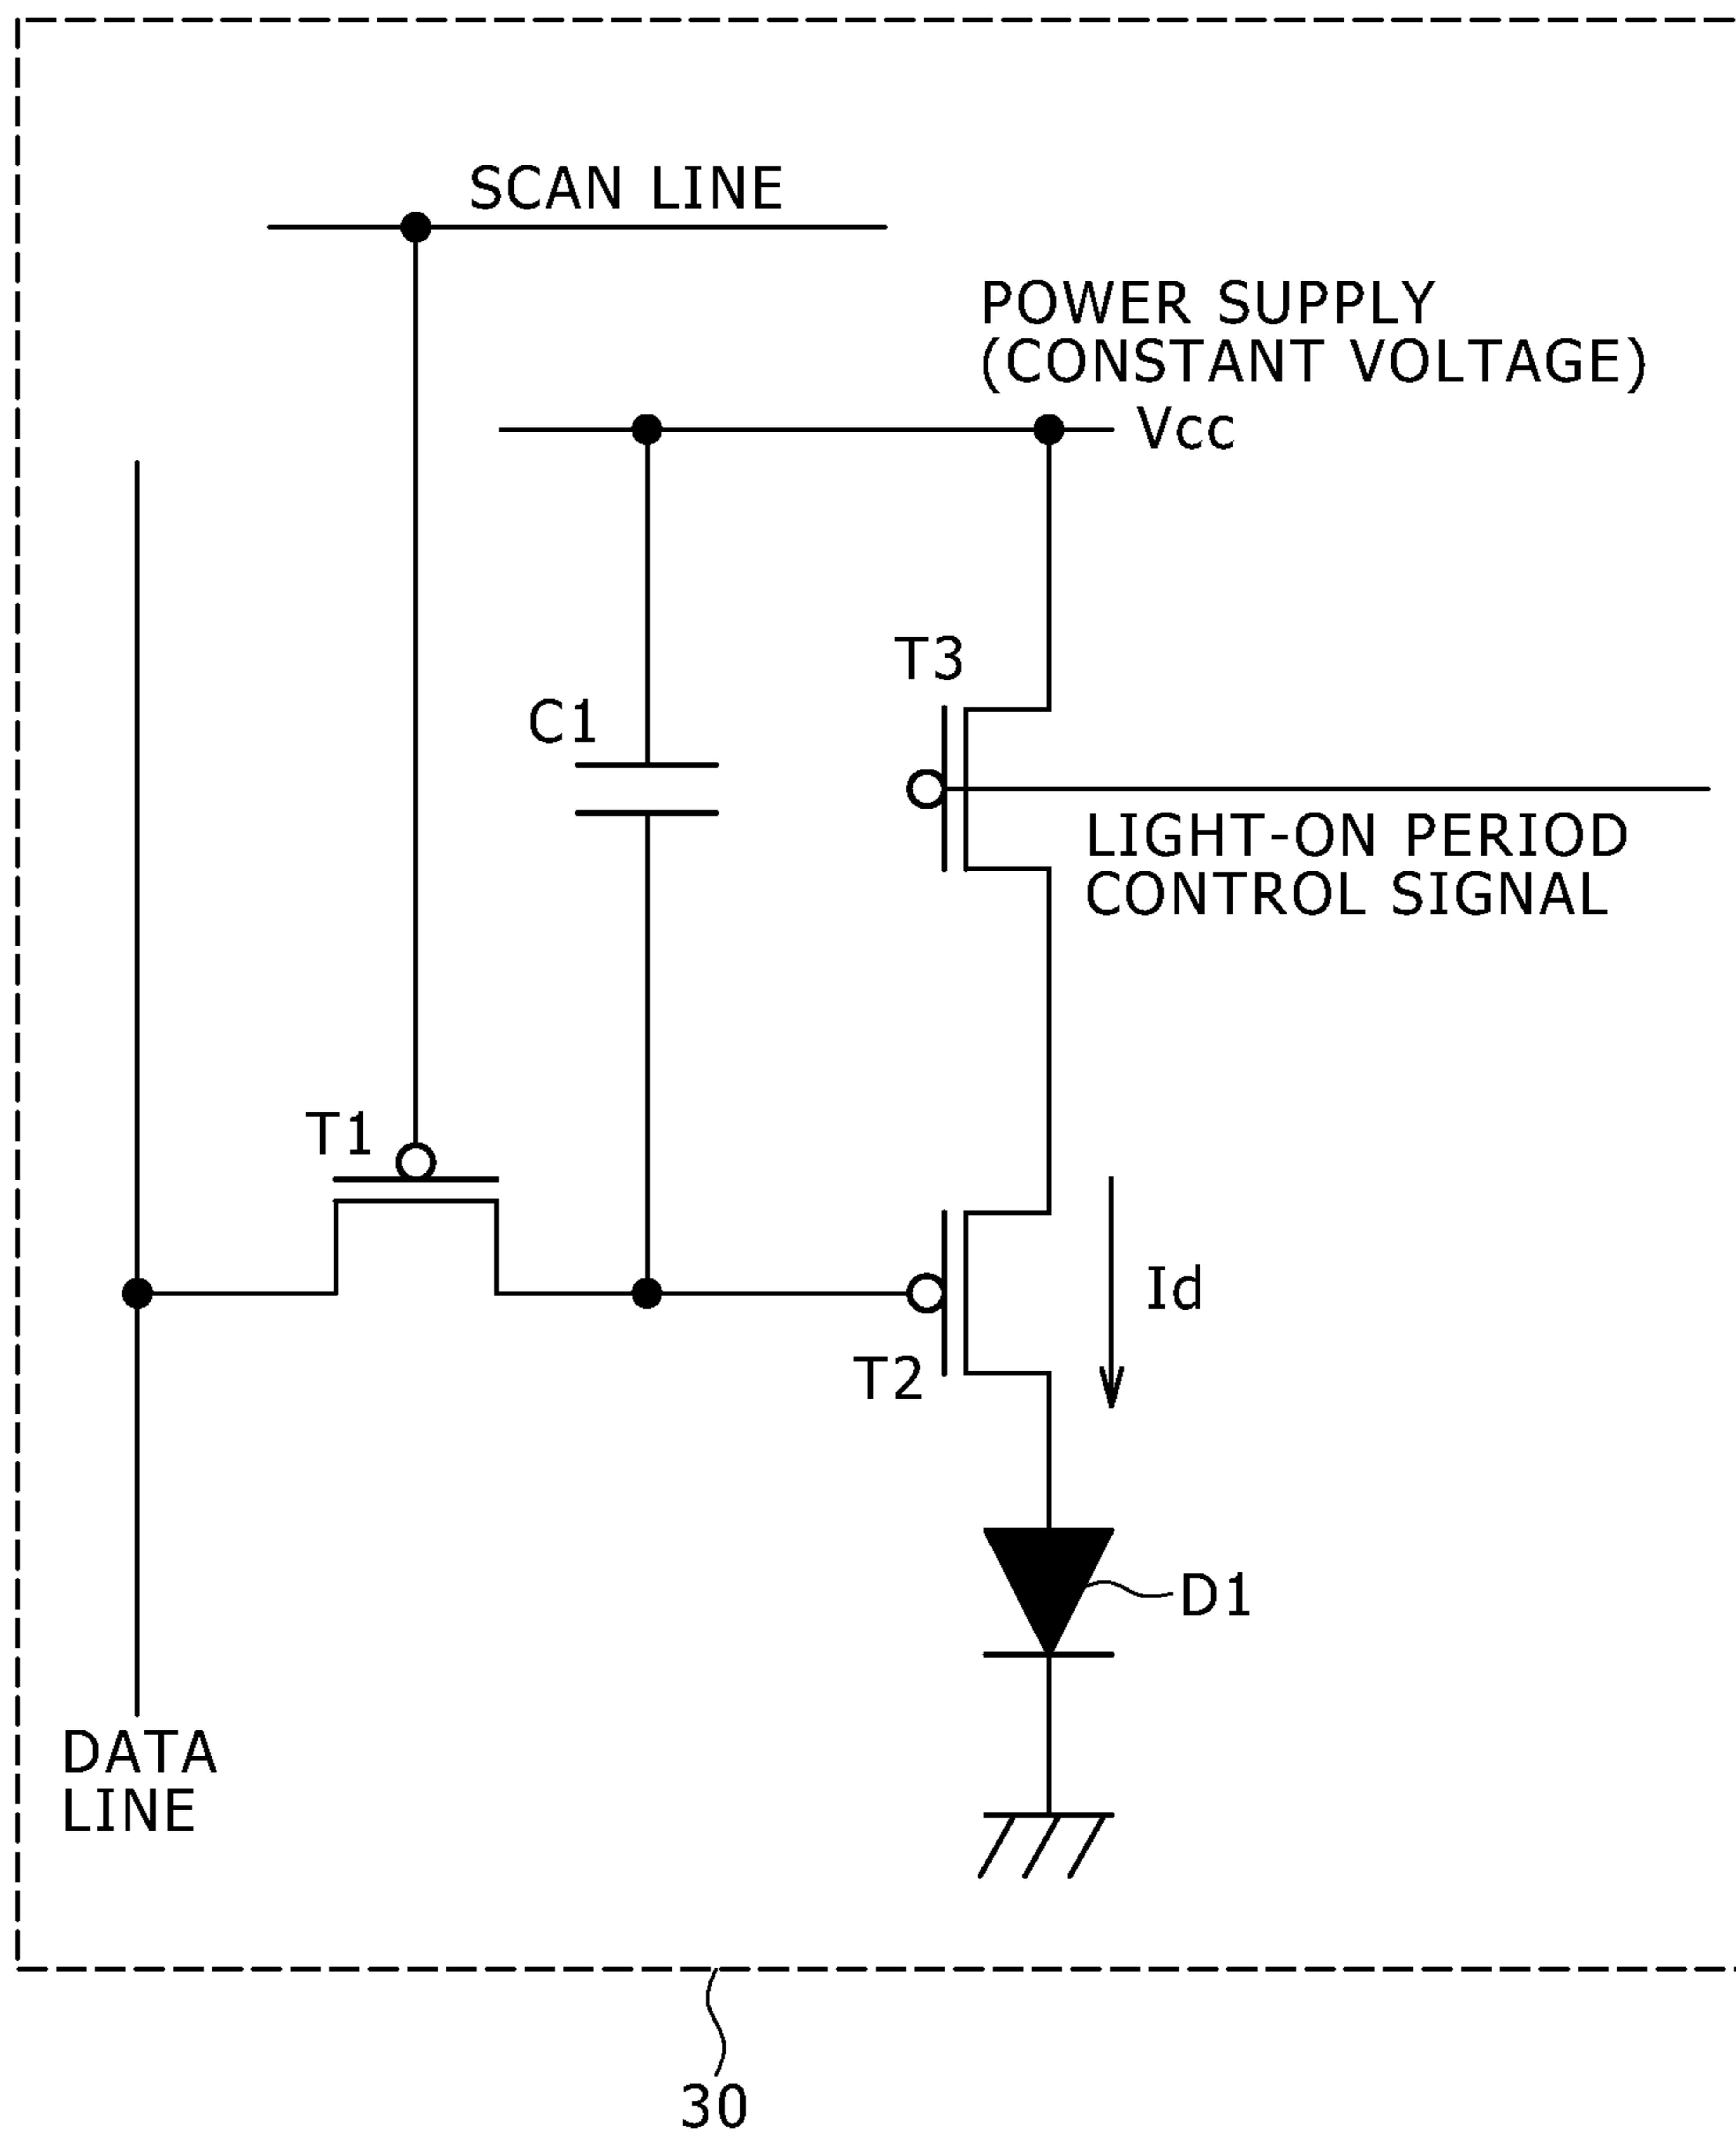 SCAN LINE
POWER SUPPLY
(CONSTANT VOLTAGE)
Vcc
T3
C1
LIGHT-ON PERIOD
CONTROL SIGNAL
T1
Id
T2
D1
DATA
LINE
30